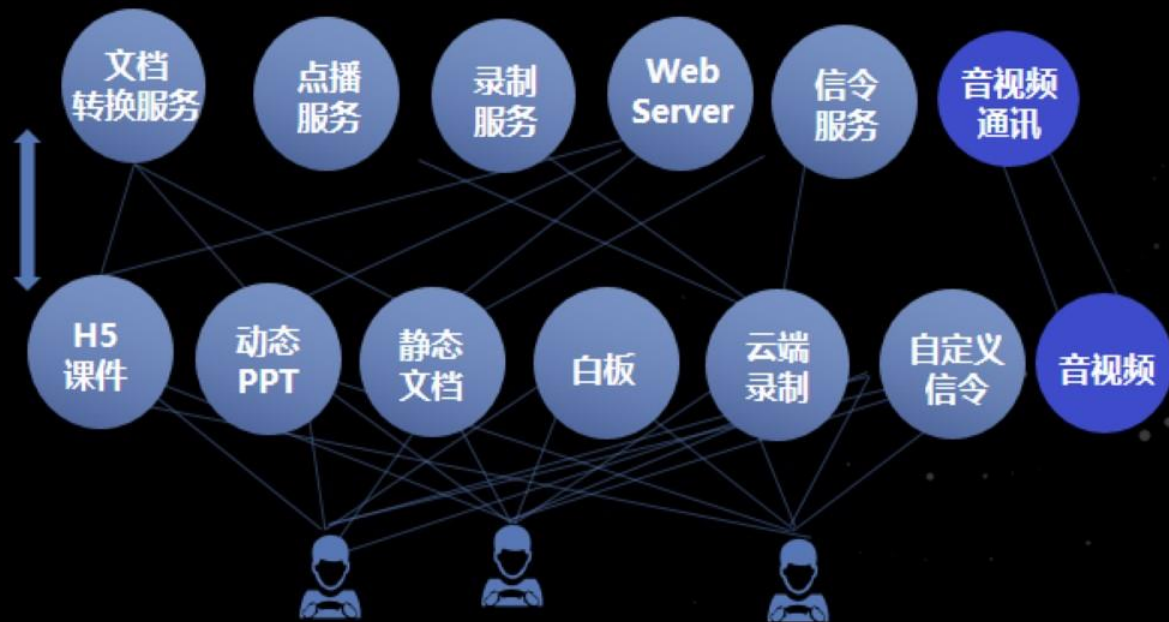 文档
转换服务
点播
服务
录制
服务
Web
Server
信令
服务
音视频
通讯
H5
课件
动态
PPT
静态
文档
白板
云端
录制
自定义
信令
音视频